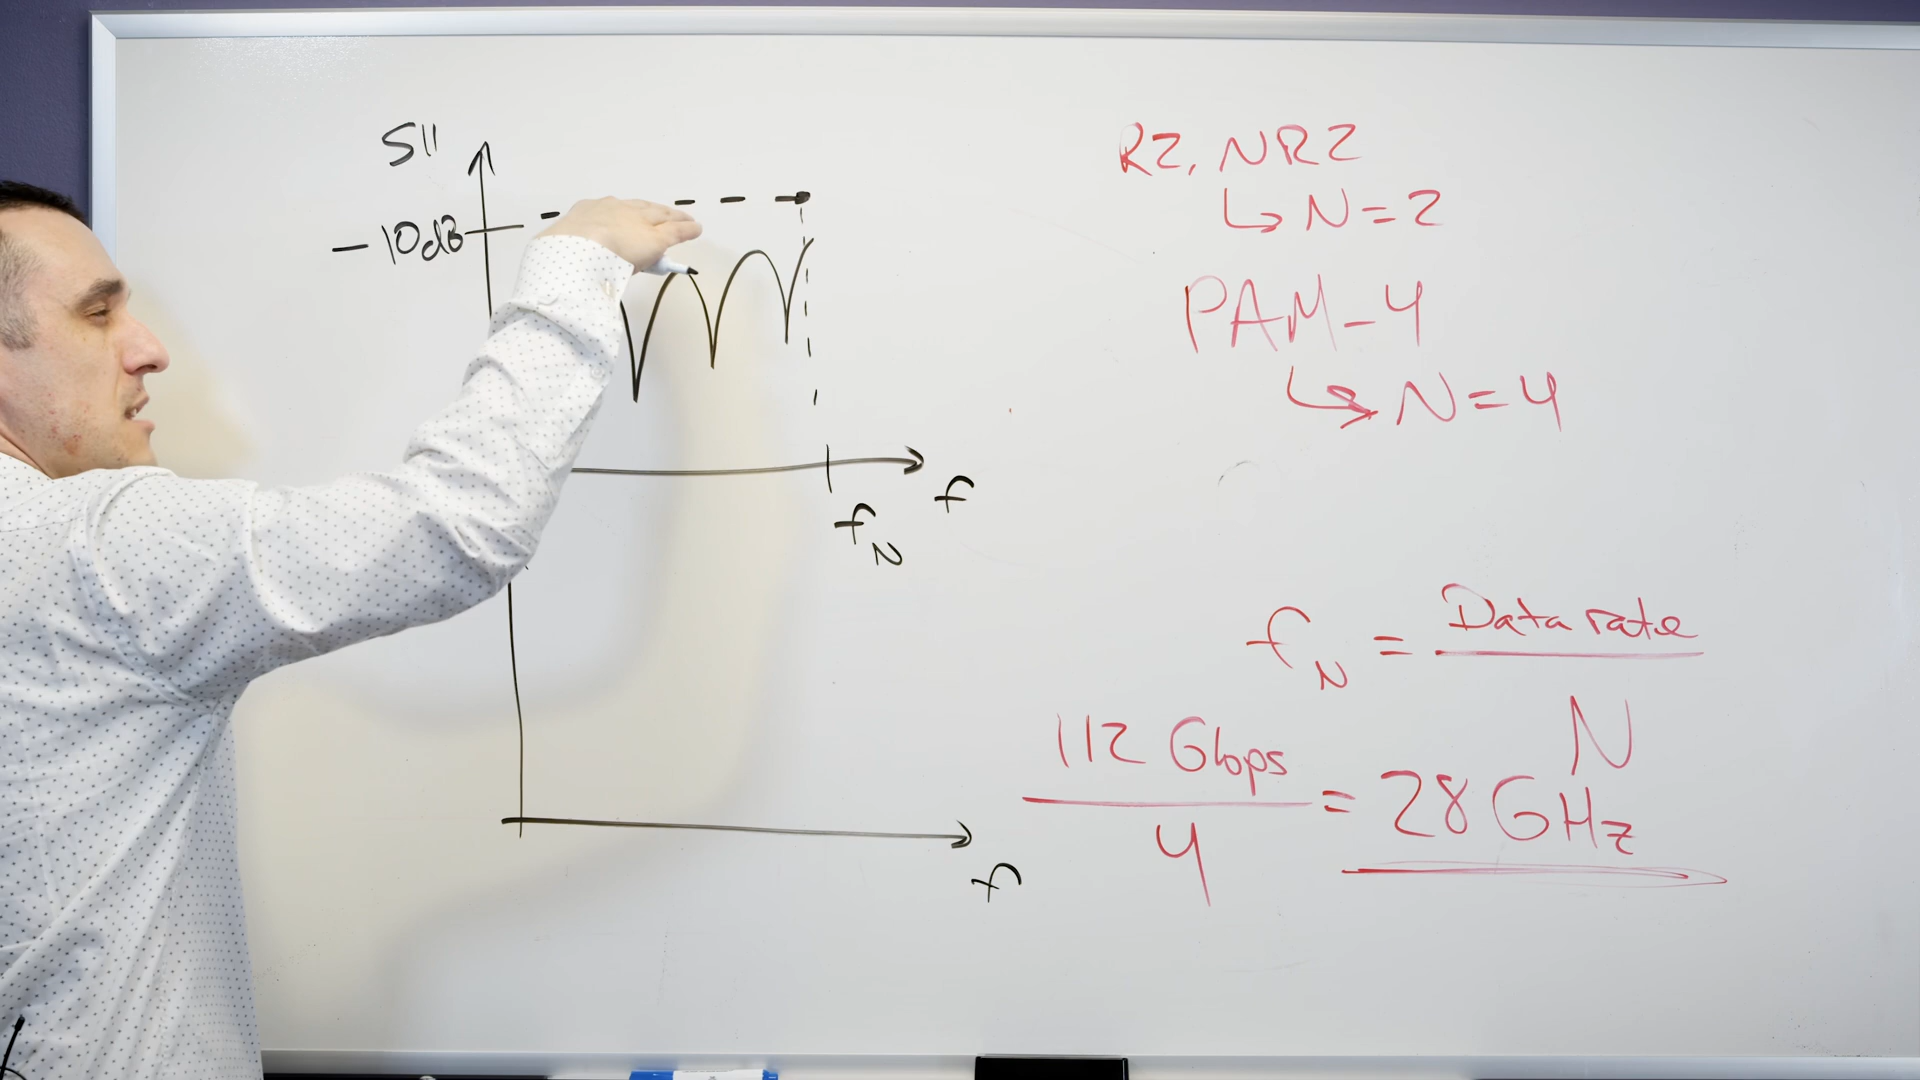 S11
-10dB
f
fN
f
RZ, NRZ
↳ N=2
PAM-4
↳ N=4
fN = Data rate
N
112 Gbps
4
= 28 GHz